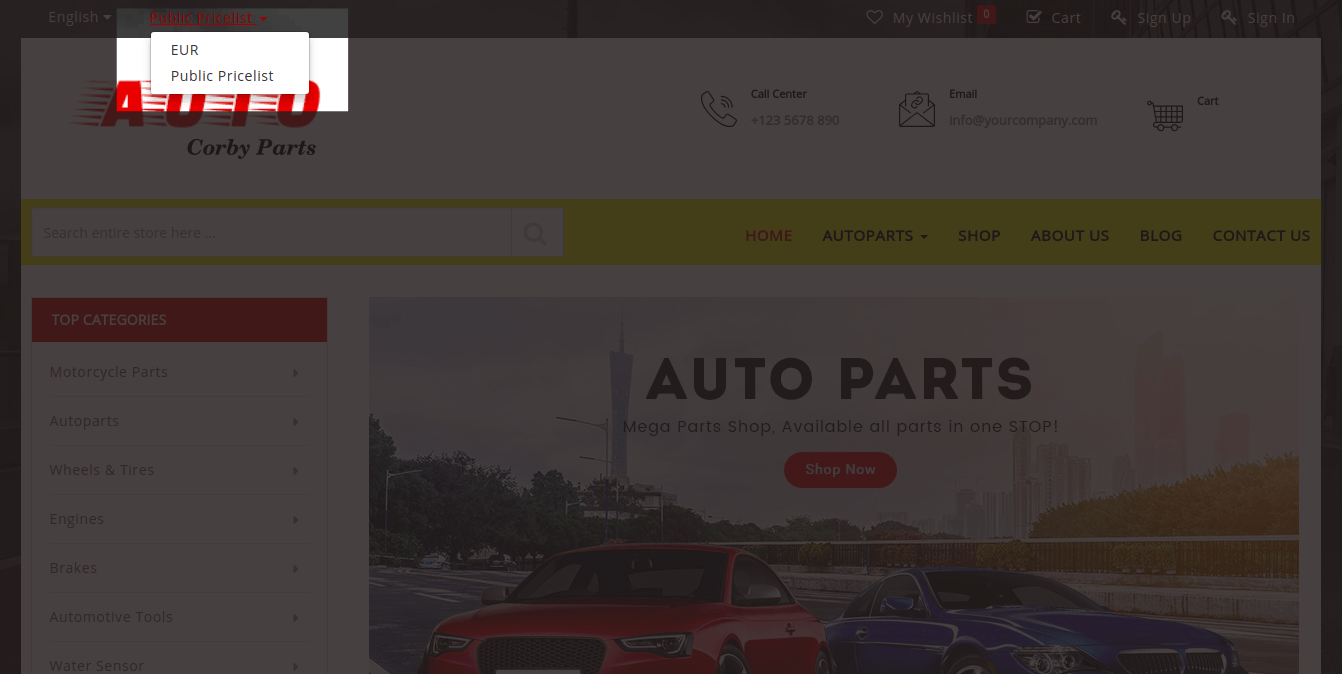 English
Public Pricelist
My Wishlist 0
Cart
Sign Up
Sign In
EUR
Public Pricelist
AUTO
Corby Parts
Call Center
+123 5678 890
Email
info@yourcompany.com
Cart
Search entire store here ...
HOME
AUTOPARTS
SHOP
ABOUT US
BLOG
CONTACT US
TOP CATEGORIES
Motorcycle Parts
Autoparts
Wheels & Tires
Engines
Brakes
Automotive Tools
Water Sensor
AUTO PARTS
Mega Parts Shop, Available all parts in one STOP!
Shop Now